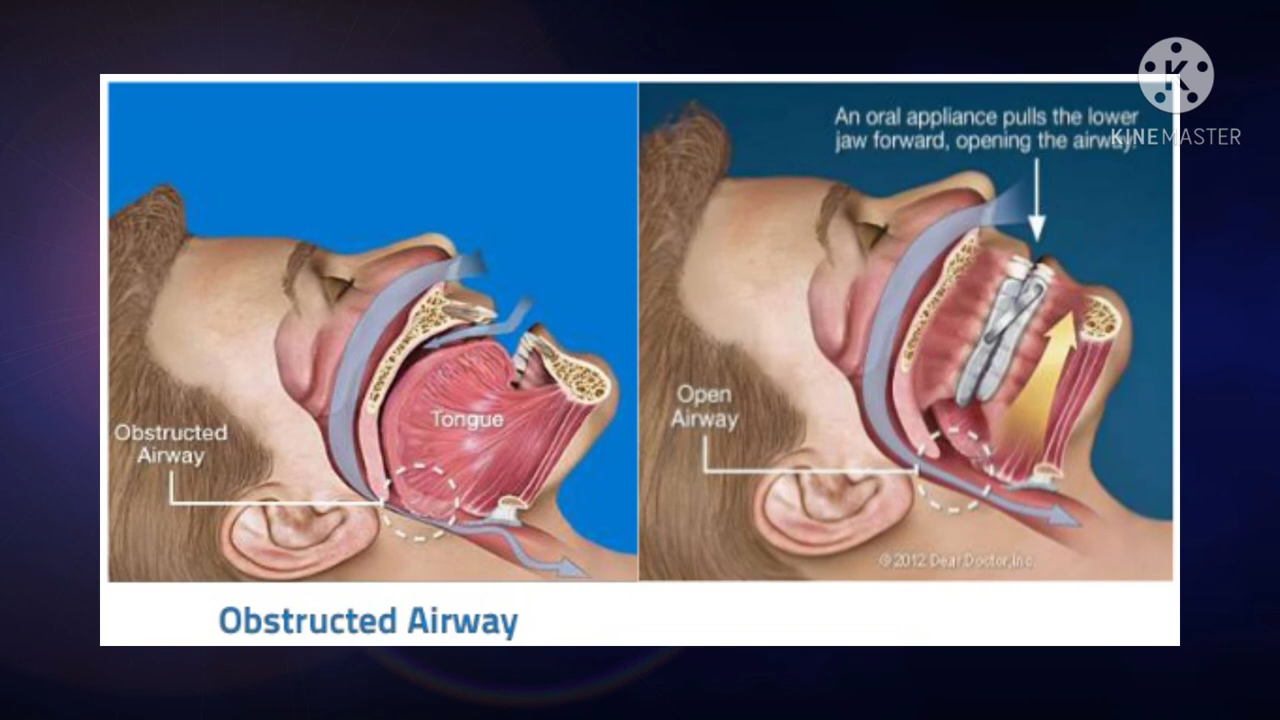 An oral appliance pulls the lower
jaw forward, opening the airway.
K
KINEMASTER
Tongue
Obstructed
Airway
Open
Airway
© 2012 Dear Doctor, Inc.
Obstructed Airway